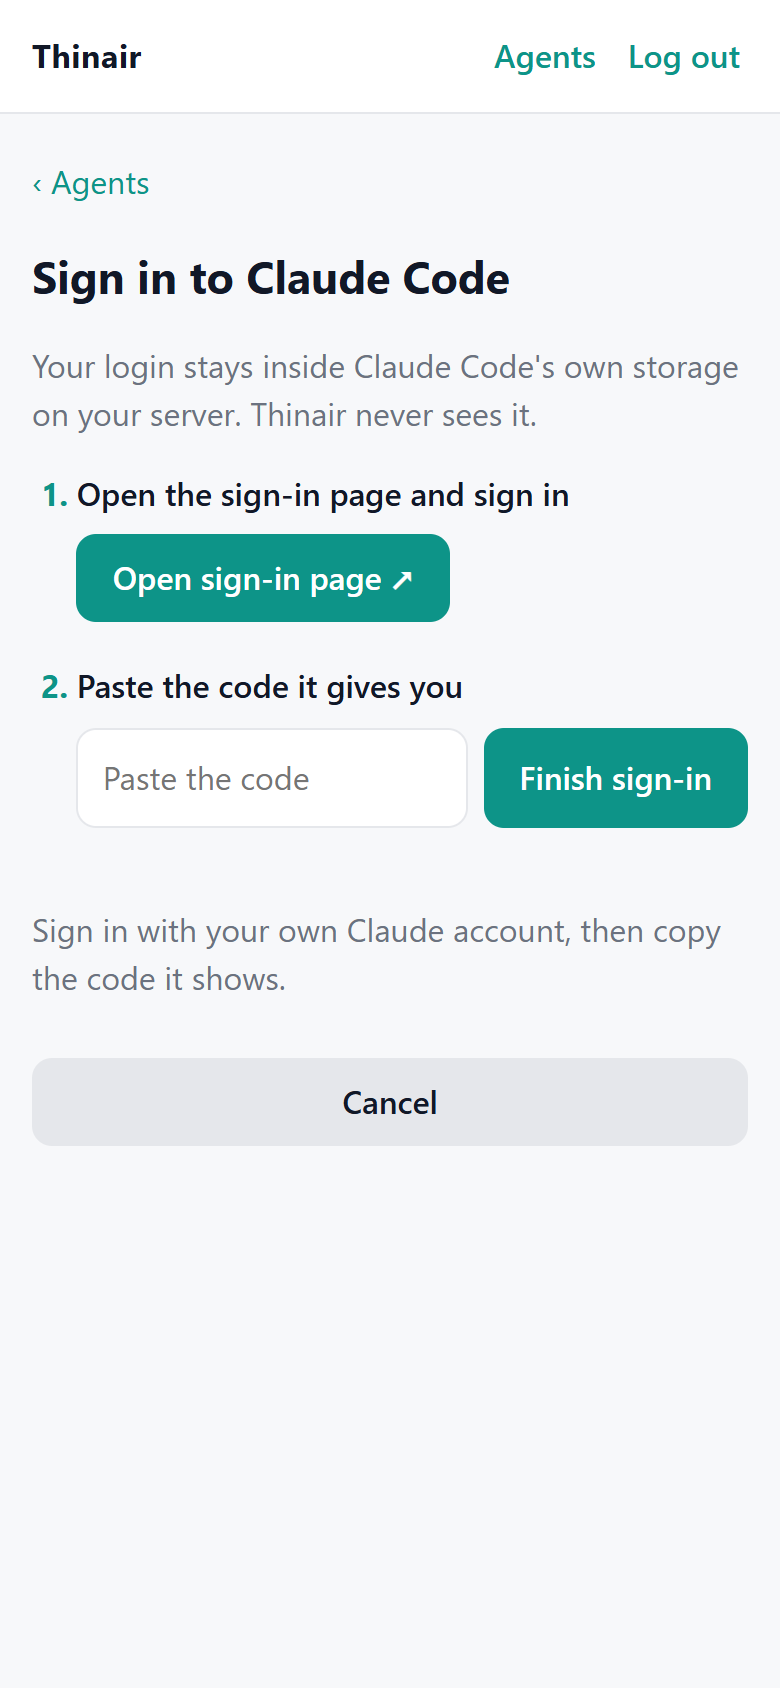 Thinair
Agents
Log out
‹ Agents
Sign in to Claude Code
Your login stays inside Claude Code's own storage
on your server. Thinair never sees it.
1. Open the sign-in page and sign in
Open sign-in page ↗
2. Paste the code it gives you
Paste the code
Finish sign-in
Sign in with your own Claude account, then copy
the code it shows.
Cancel